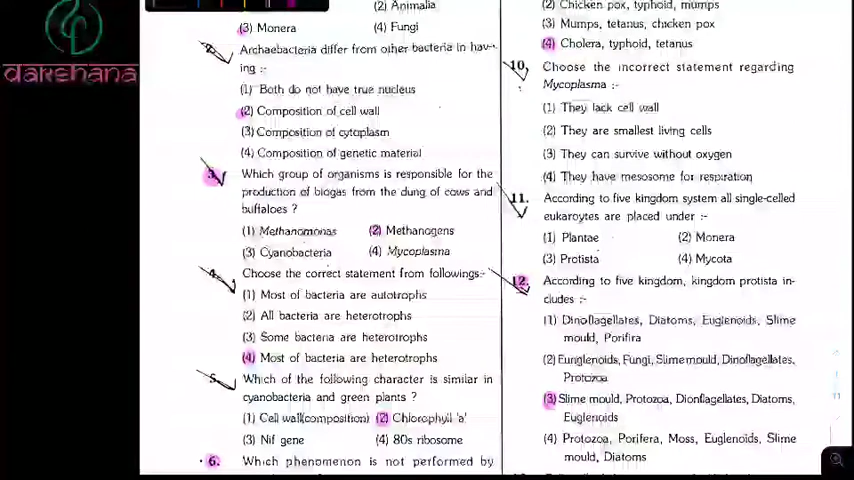 dakshana
(2) Animalia
(3) Monera
(4) Fungi
Archaebacteria differ from other bacteria in hav-
ing :-
(1) Both do not have true nucleus
(2) Composition of cell wall
(3) Composition of cytoplasm
(4) Composition of genetic material
3. Which group of organisms is responsible for the
production of biogas from the dung of cows and
buffaloes ?
(1) Methanomonas
(2) Methanogens
(3) Cyanobacteria
(4) Mycoplasma
4. Choose the correct statement from followings:-
(1) Most of bacteria are autotrophs
(2) All bacteria are heterotrophs
(3) Some bacteria are heterotrophs
(4) Most of bacteria are heterotrophs
5. Which of the following character is similar in
cyanobacteria and green plants ?
(1) Cell wall(composition)
(2) Chlorophyll 'a'
(3) Nif gene
(4) 80s ribosome
6. Which phenomenon is not performed by
(2) Chicken pox, typhoid, mumps
(3) Mumps, tetanus, chicken pox
(4) Cholera, typhoid, tetanus
10. Choose the incorrect statement regarding
Mycoplasma :-
(1) They lack cell wall
(2) They are smallest living cells
(3) They can survive without oxygen
(4) They have mesosome for respiration
11. According to five kingdom system all single-celled
eukaroytes are placed under :-
(1) Plantae
(2) Monera
(3) Protista
(4) Mycota
12. According to five kingdom, kingdom protista in-
cludes :-
(1) Dinoflagellates, Diatoms, Euglenoids, Slime
mould, Porifera
(2) Eunglenoids, Fungi, Slime mould, Dinoflagellates,
Protozoa
(3) Slime mould, Protozoa, Dionflagellates, Diatoms,
Euglenoids
(4) Protozoa, Porifera, Moss, Euglenoids, Slime
mould, Diatoms